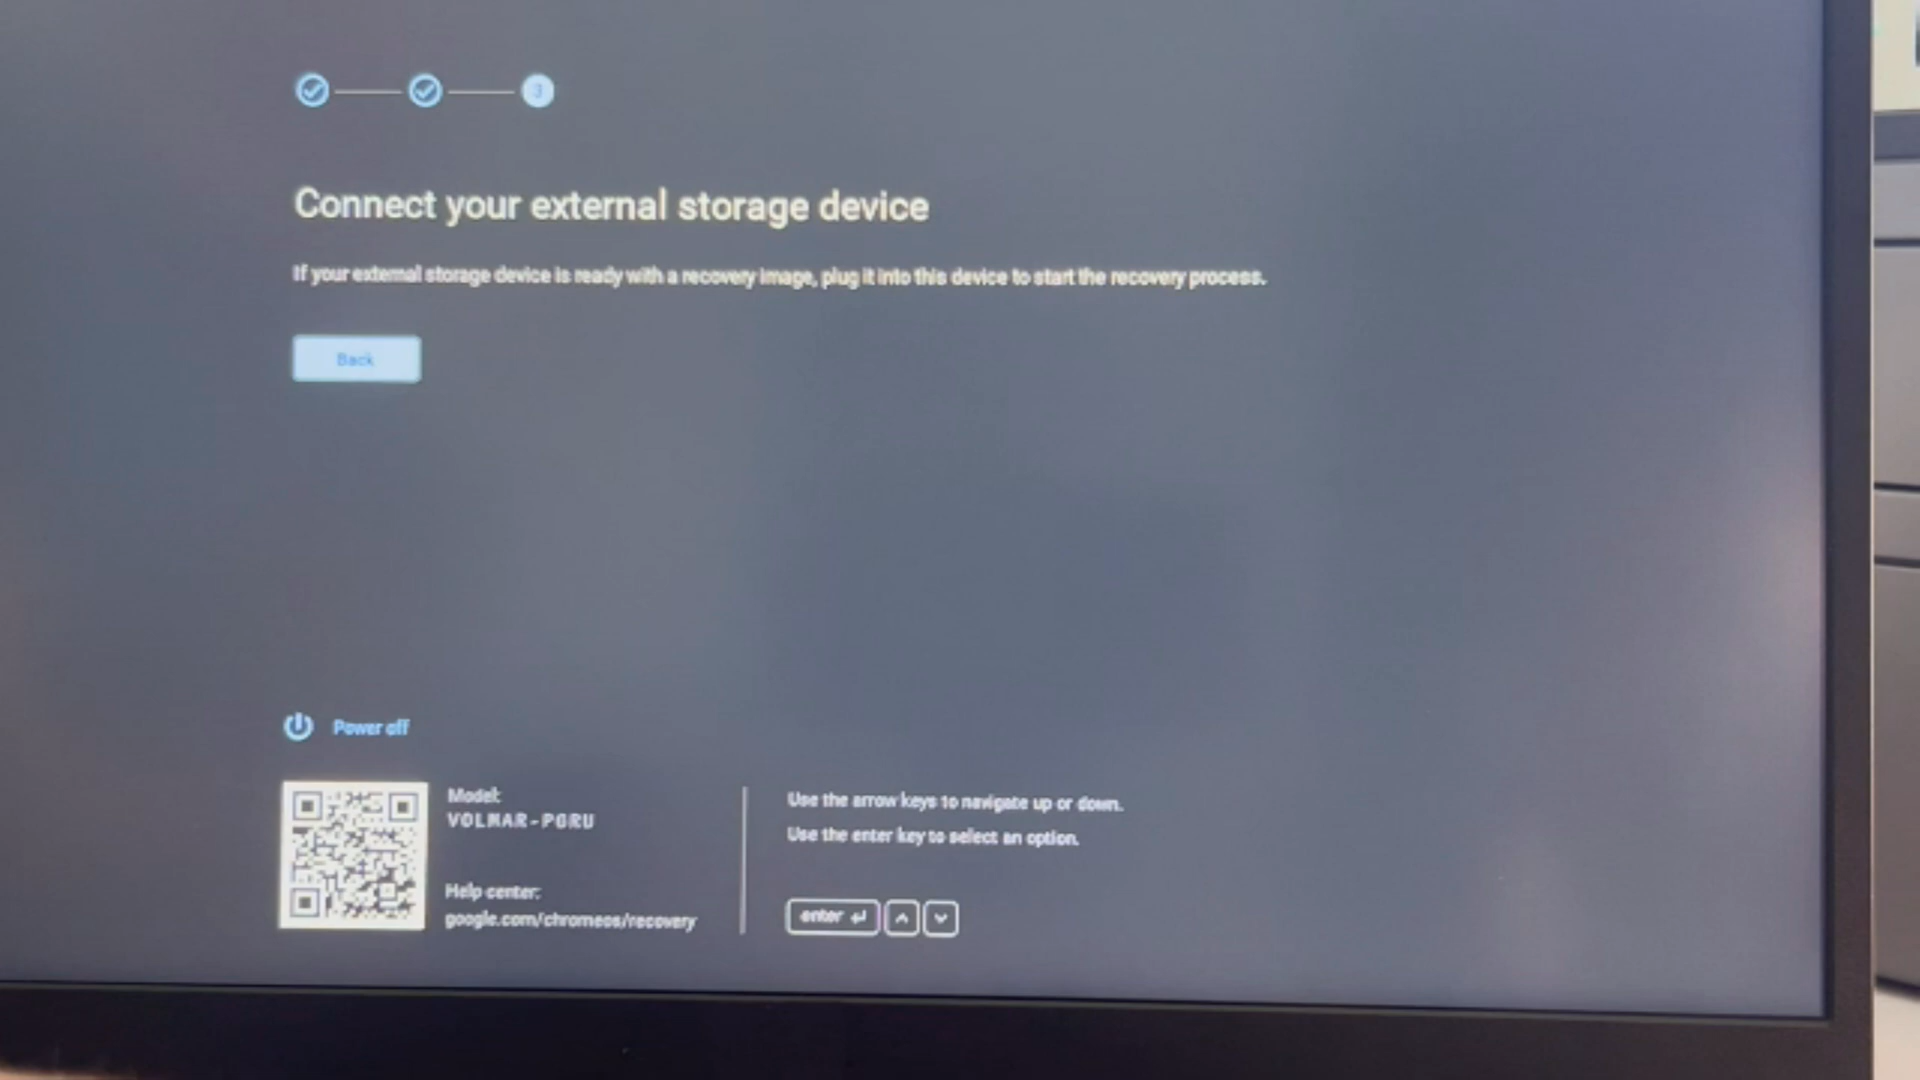 3
Connect your external storage device
If your external storage device is ready with a recovery image, plug it into this device to start the recovery process.
Back
Power off
Model:
VOLMAR-PGRU
Help center:
google.com/chromeos/recovery
Use the arrow keys to navigate up or down.
Use the enter key to select an option.
enter